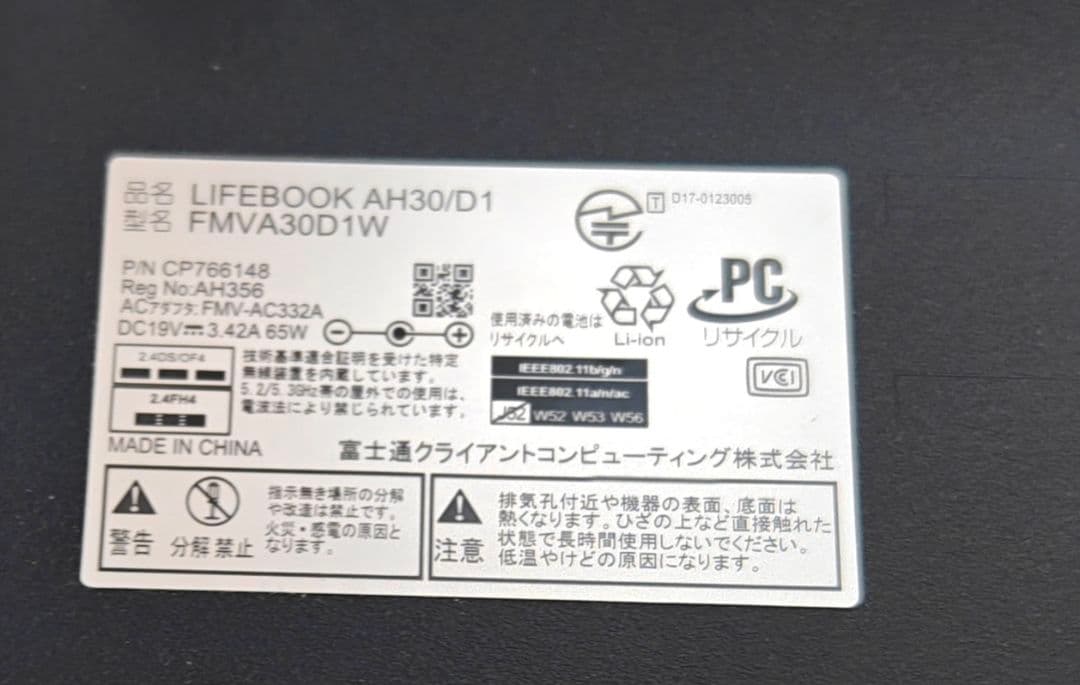 品名 LIFEBOOK AH30/D1
型名 FMVA30D1W
T D17-0123005
P/N CP766148
Reg No:AH356
ACアダプタ:FMV-AC332A
DC19V 3.42A 65W
使用済みの電池は
リサイクルへ
Li-ion
PC
リサイクル
VCCI
2.4DS/OF4
2.4FH4
技術基準適合証明を受けた特定
無線装置を内蔵しています。
5.2/5.3GHz帯の屋外での使用は、
電波法により禁じられています。
IEEE802.11b/g/n
IEEE802.11a/n/ac
J52 W52 W53 W56
MADE IN CHINA
富士通クライアントコンピューティング株式会社
警告
分解禁止
指示無き場所の分解
や改造は禁止です。
火災・感電の原因と
なります。
注意
排気孔付近や機器の表面、底面は
熱くなります。ひざの上など直接触れた
状態で長時間使用しないでください。
低温やけどの原因になります。